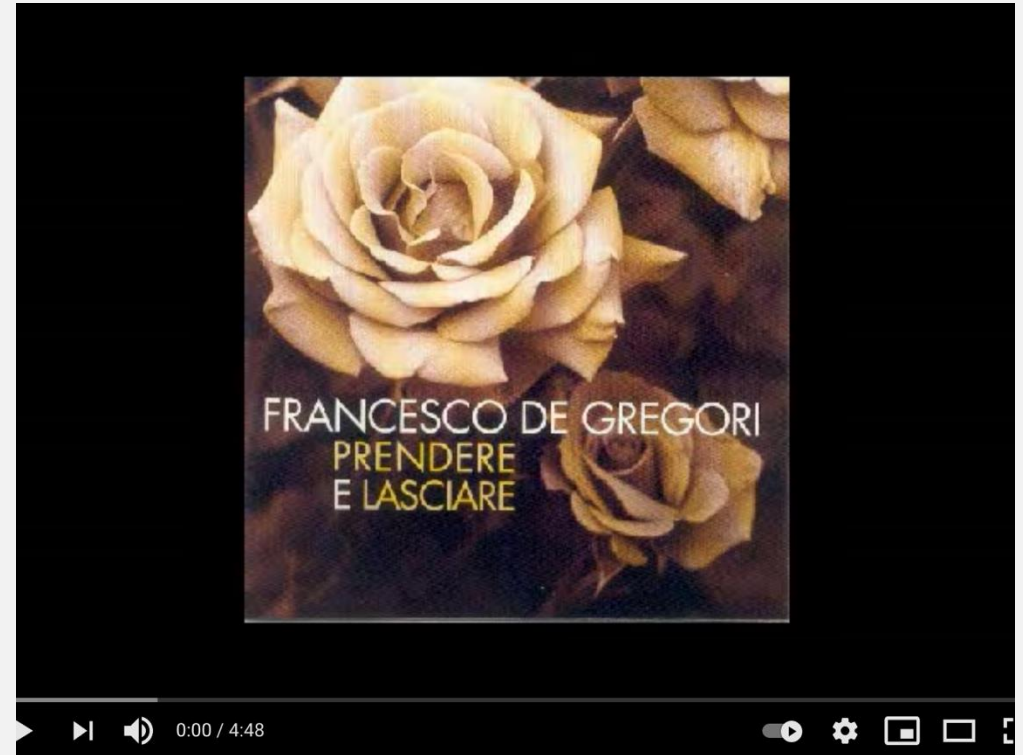 FRANCESCO DE GREGORI
PRENDERE
E LASCIARE
0:00 / 4:48